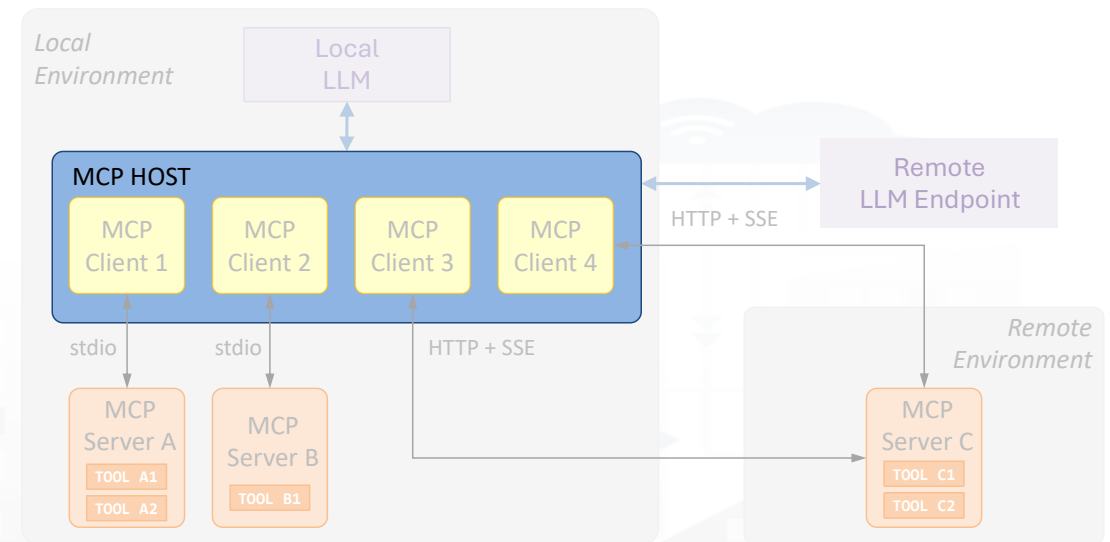 Local
Environment
Local
LLM
MCP HOST
MCP
Client 1
MCP
Client 2
MCP
Client 3
MCP
Client 4
Remote
LLM Endpoint
HTTP + SSE
stdio
stdio
HTTP + SSE
Remote
Environment
MCP
Server A
TOOL A1
TOOL A2
MCP
Server B
TOOL B1
MCP
Server C
TOOL C1
TOOL C2